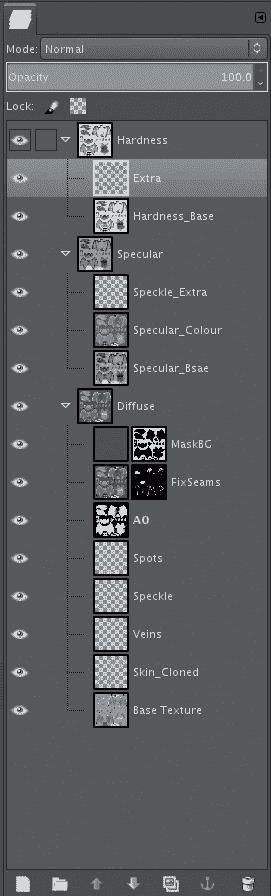 Mode: Normal
Opacity 100.0
Lock:
Hardness
Extra
Hardness_Base
Specular
Speckle_Extra
Specular_Colour
Specular_Bsae
Diffuse
MaskBG
FixSeams
AO
Spots
Speckle
Veins
Skin_Cloned
Base Texture